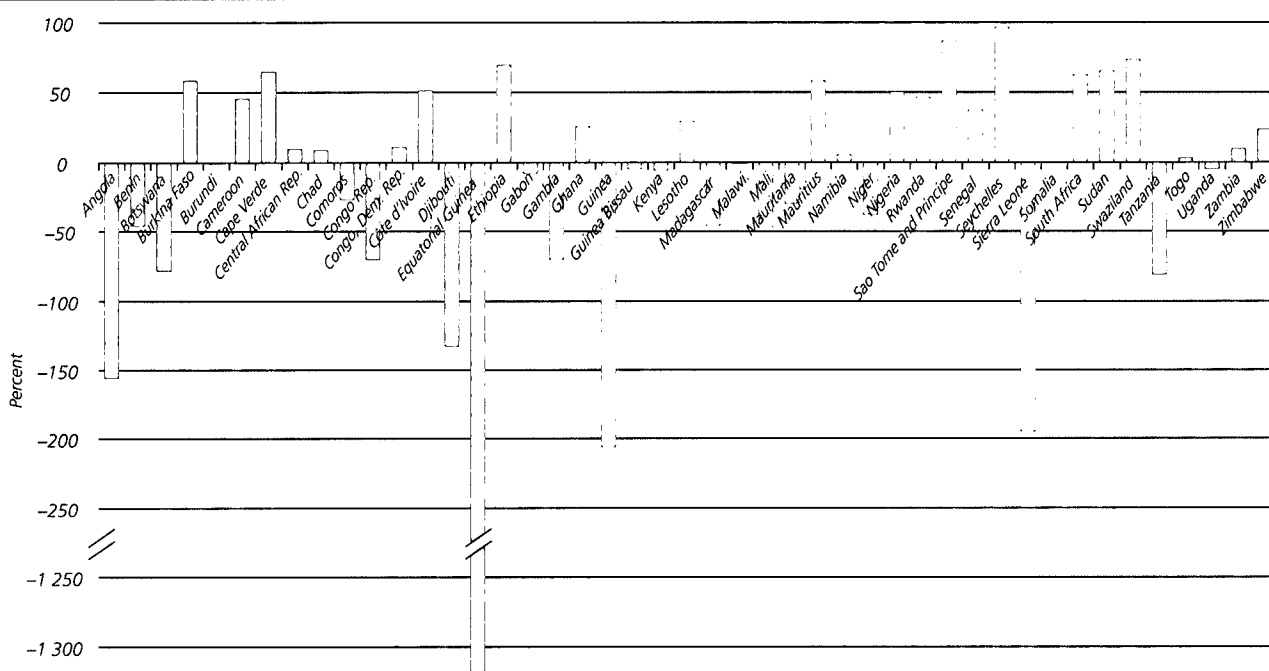 100
50
0
Angola
Benin
Botswana
Burkina Faso
Burundi
Cameroon
Cape Verde
Central African Rep.
Chad
Comoros
Congo Rep.
Congo, Dem. Rep.
Côte d'Ivoire
Djibouti
Equatorial Guinea
Ethiopia
Gabon
Gambia
Ghana
Guinea
Guinea Bissau
Kenya
Lesotho
Madagascar
Malawi
Mali
Mauritania
Mauritius
Namibia
Niger
Nigeria
Rwanda
Sao Tome and Principe
Senegal
Seychelles
Sierra Leone
Somalia
South Africa
Sudan
Swaziland
Tanzania
Togo
Uganda
Zambia
Zimbabwe
–50
–100
–150
–200
–250
–1 250
–1 300
Percent